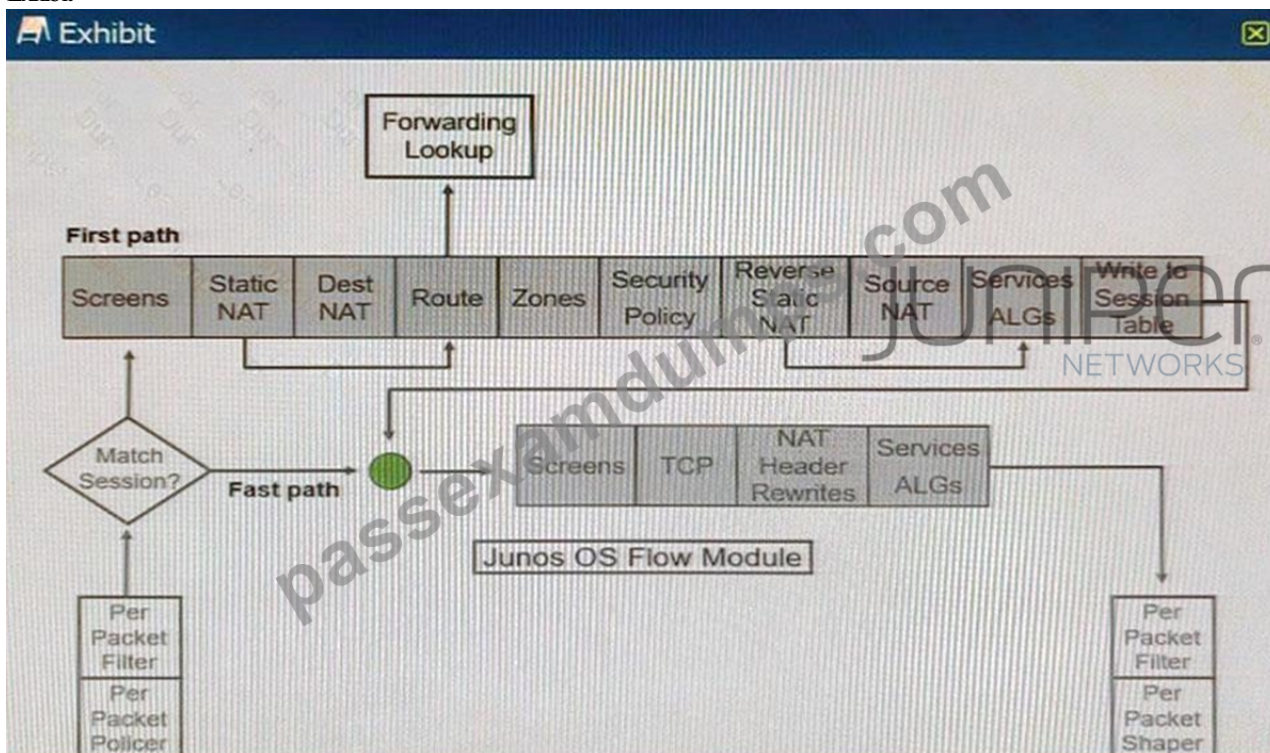 Exhibit
Forwarding
Lookup
First path
Screens
Static
NAT
Dest
NAT
Route
Zones
Security
Policy
Reverse
Static
NAT
Source
NAT
Services
ALGs
Write to
Session
Table
JUNIPER
NETWORKS
Match
Session?
Fast path
Screens
TCP
NAT
Header
Rewrites
Services
ALGs
Junos OS Flow Module
Per
Packet
Filter
Per
Packet
Policer
Per
Packet
Filter
Per
Packet
Shaper
passexamdumps.com